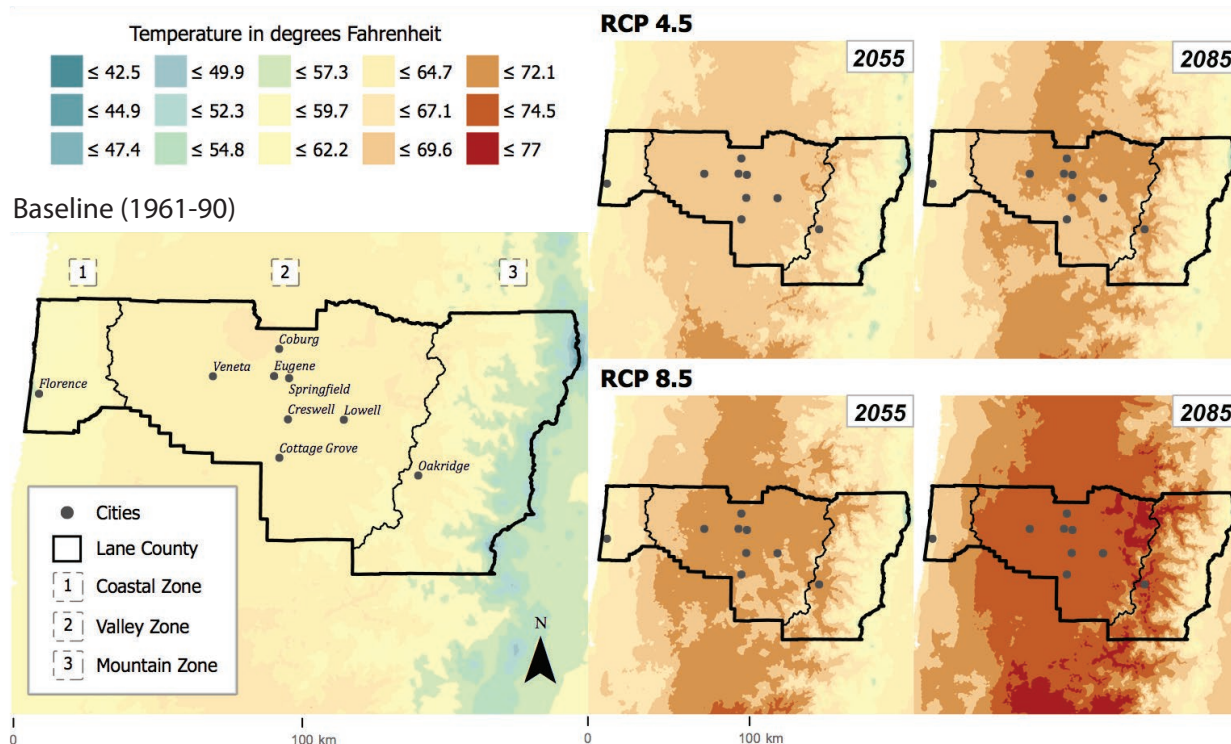 Temperature in degrees Fahrenheit
≤ 42.5 ≤ 49.9 ≤ 57.3 ≤ 64.7 ≤ 72.1
≤ 44.9 ≤ 52.3 ≤ 59.7 ≤ 67.1 ≤ 74.5
≤ 47.4 ≤ 54.8 ≤ 62.2 ≤ 69.6 ≤ 77
Baseline (1961-90)
1 2 3
Coburg
Veneta Eugene
Springfield
Florence
Creswell Lowell
Cottage Grove
Oakridge
Cities
Lane County
1 Coastal Zone
2 Valley Zone
3 Mountain Zone
N
0 100 km
RCP 4.5
2055 2085
RCP 8.5
2055 2085
0 100 km